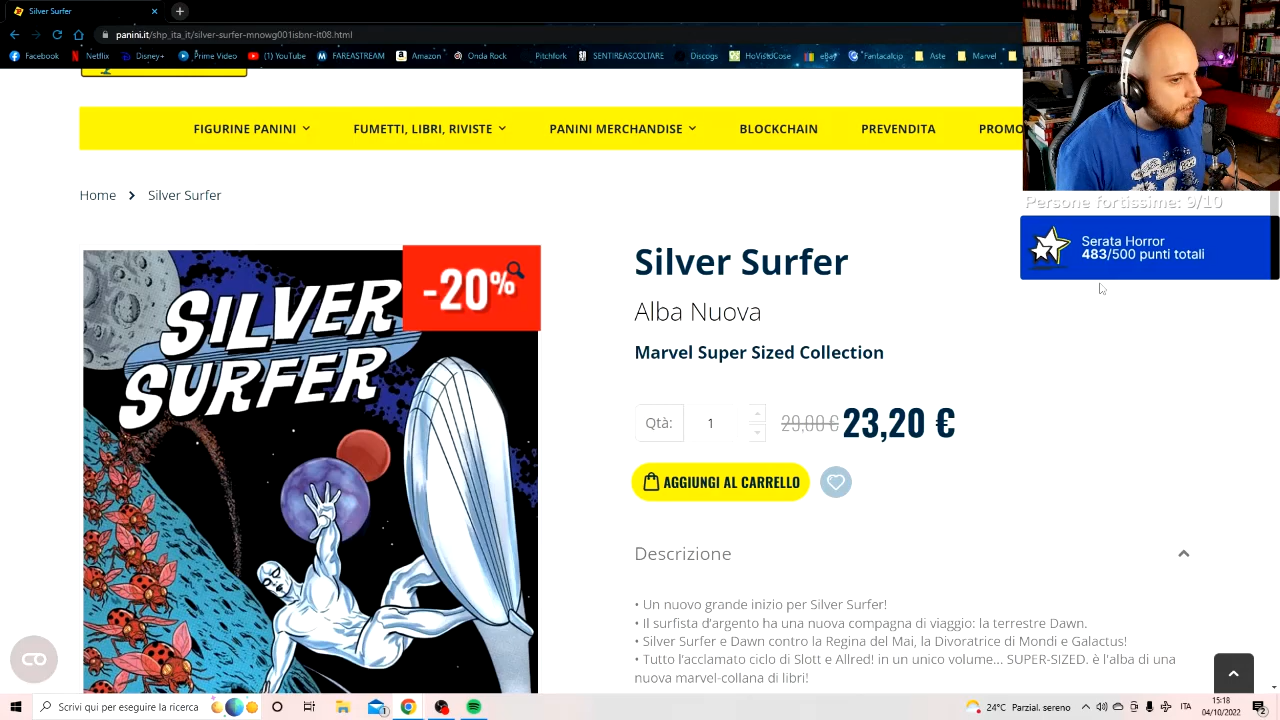 Silver Surfer
panini.it/shp_ita_it/silver-surfer-mnowg001isbnr-it08.html
Facebook Netflix Disney+ Prime Video (1) YouTube FAREASTREAM Amazon Onda Rock Pitchfork SENTIREASCOLTARE Discogs HoVistoCose eBay Fantacalcio Aste Marvel
FIGURINE PANINI FUMETTI, LIBRI, RIVISTE PANINI MERCHANDISE BLOCKCHAIN PREVENDITA PROMO
Home Silver Surfer
Persone fortissime: 9/10
Serata Horror
483/500 punti totali
-20%
SILVER
SURFER
Silver Surfer
Alba Nuova
Marvel Super Sized Collection
Qtà: 1 29,00 € 23,20 €
AGGIUNGI AL CARRELLO
Descrizione
• Un nuovo grande inizio per Silver Surfer!
• Il surfista d'argento ha una nuova compagna di viaggio: la terrestre Dawn.
• Silver Surfer e Dawn contro la Regina del Mai, la Divoratrice di Mondi e Galactus!
• Tutto l'acclamato ciclo di Slott e Allred! in un unico volume... SUPER-SIZED. è l'alba di una
nuova marvel-collana di libri!
Scrivi qui per eseguire la ricerca
1
24°C Parzial. sereno
ITA
15:18
04/10/2022
2